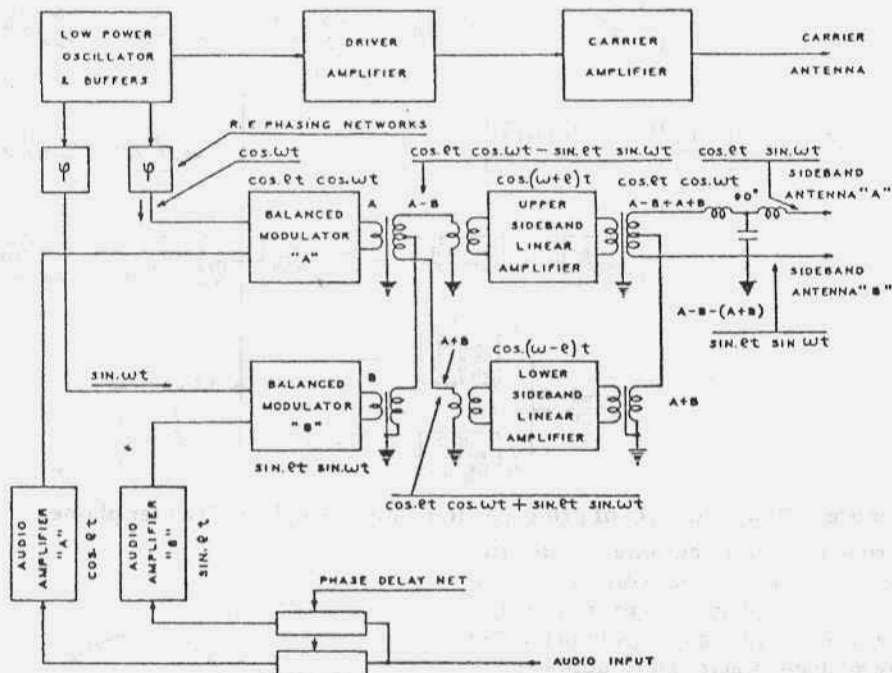 LOW POWER
OSCILLATOR
& BUFFERS
DRIVER
AMPLIFIER
CARRIER
AMPLIFIER
CARRIER
ANTENNA
R.F. PHASING NETWORKS
φ
φ
COS. ωt
COS. ρt COS. ωt – SIN. ρt SIN. ωt
COS. ρt SIN. ωt
SIDEBAND
ANTENNA "A"
COS. ρt COS. ωt
BALANCED
MODULATOR
"A"
A
A-B
COS. (ω+ρ) t
UPPER
SIDEBAND
LINEAR
AMPLIFIER
COS. ρt COS. ωt
A-B+A+B
90°
SIDEBAND
ANTENNA "B"
A-B-(A+B)
SIN. ρt SIN ωt
SIN. ωt
BALANCED
MODULATOR
"B"
B
SIN. ρt SIN. ωt
A+B
COS. (ω-ρ) t
LOWER
SIDEBAND
LINEAR
AMPLIFIER
A+B
COS. ρt COS. ωt + SIN. ρt SIN. ωt
AUDIO
AMPLIFIER
"A"
COS. ρt
AUDIO
AMPLIFIER
"B"
SIN. ρt
PHASE DELAY NET
AUDIO INPUT